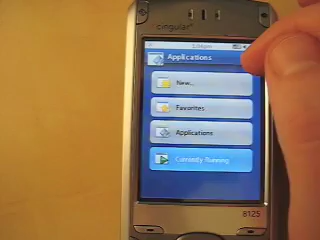 cingular
Applications
New...
Favorites
Applications
Currently Running
8125